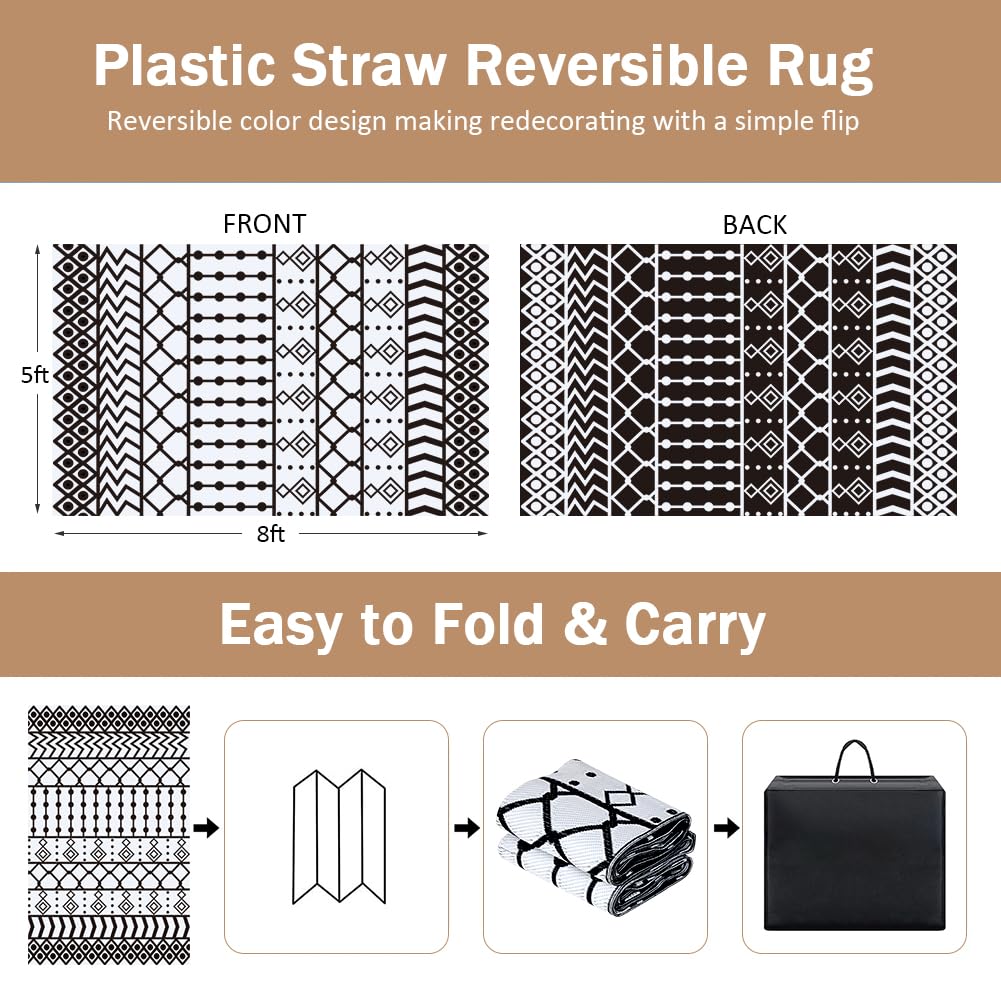 Plastic Straw Reversible Rug
Reversible color design making redecorating with a simple flip
FRONT
BACK
5ft
8ft
Easy to Fold & Carry